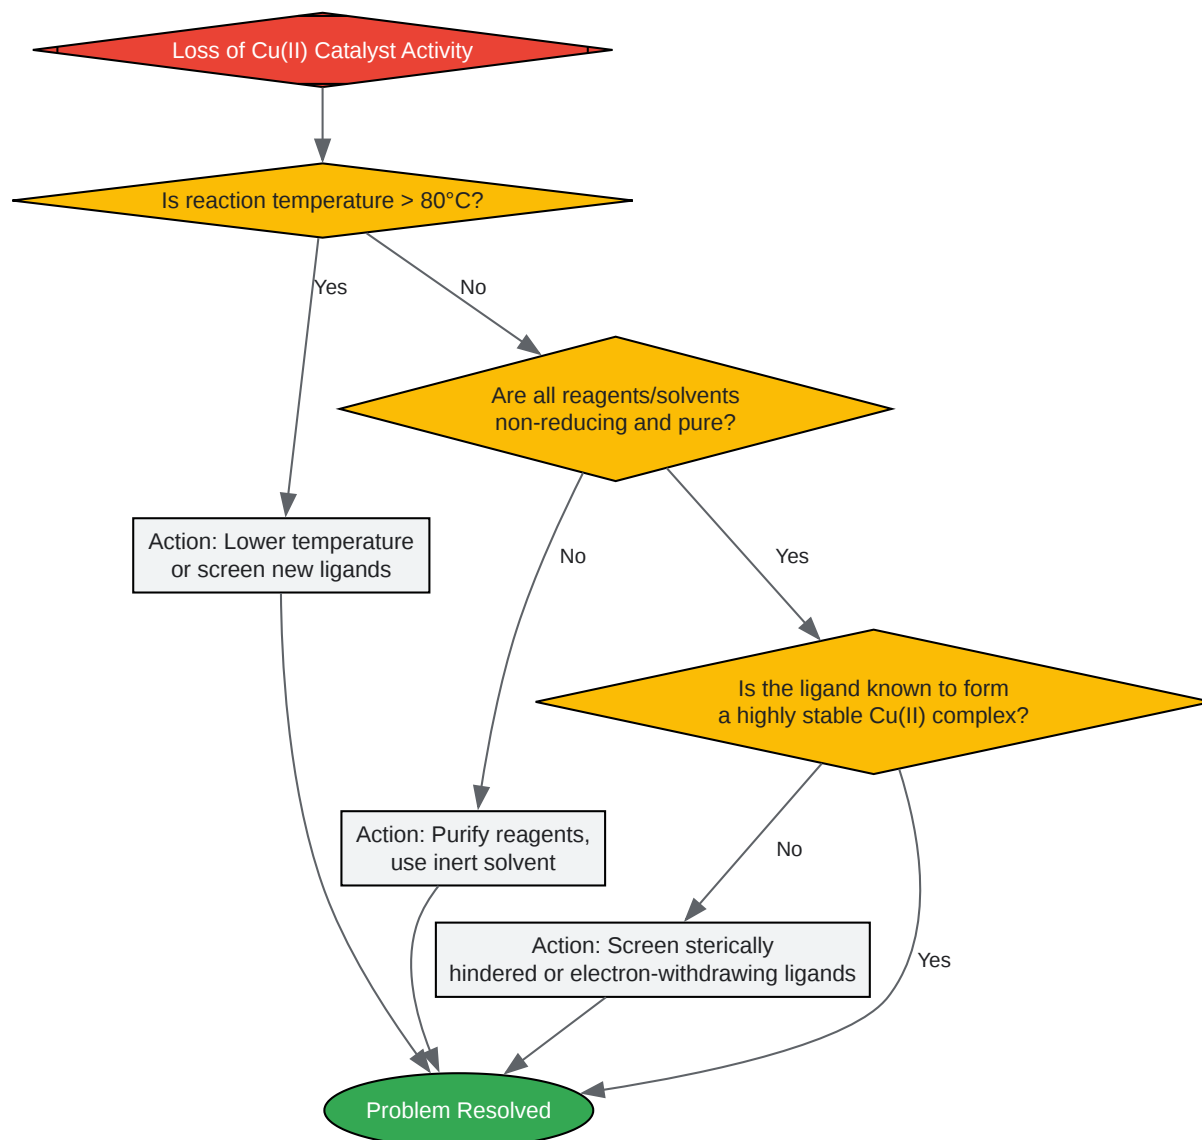 Loss of Cu(II) Catalyst Activity
Is reaction temperature > 80°C?
Yes
No
Are all reagents/solvents
non-reducing and pure?
Action: Lower temperature
or screen new ligands
No
Yes
Is the ligand known to form
a highly stable Cu(II) complex?
Action: Purify reagents,
use inert solvent
No
Action: Screen sterically
hindered or electron-withdrawing ligands
Yes
Problem Resolved